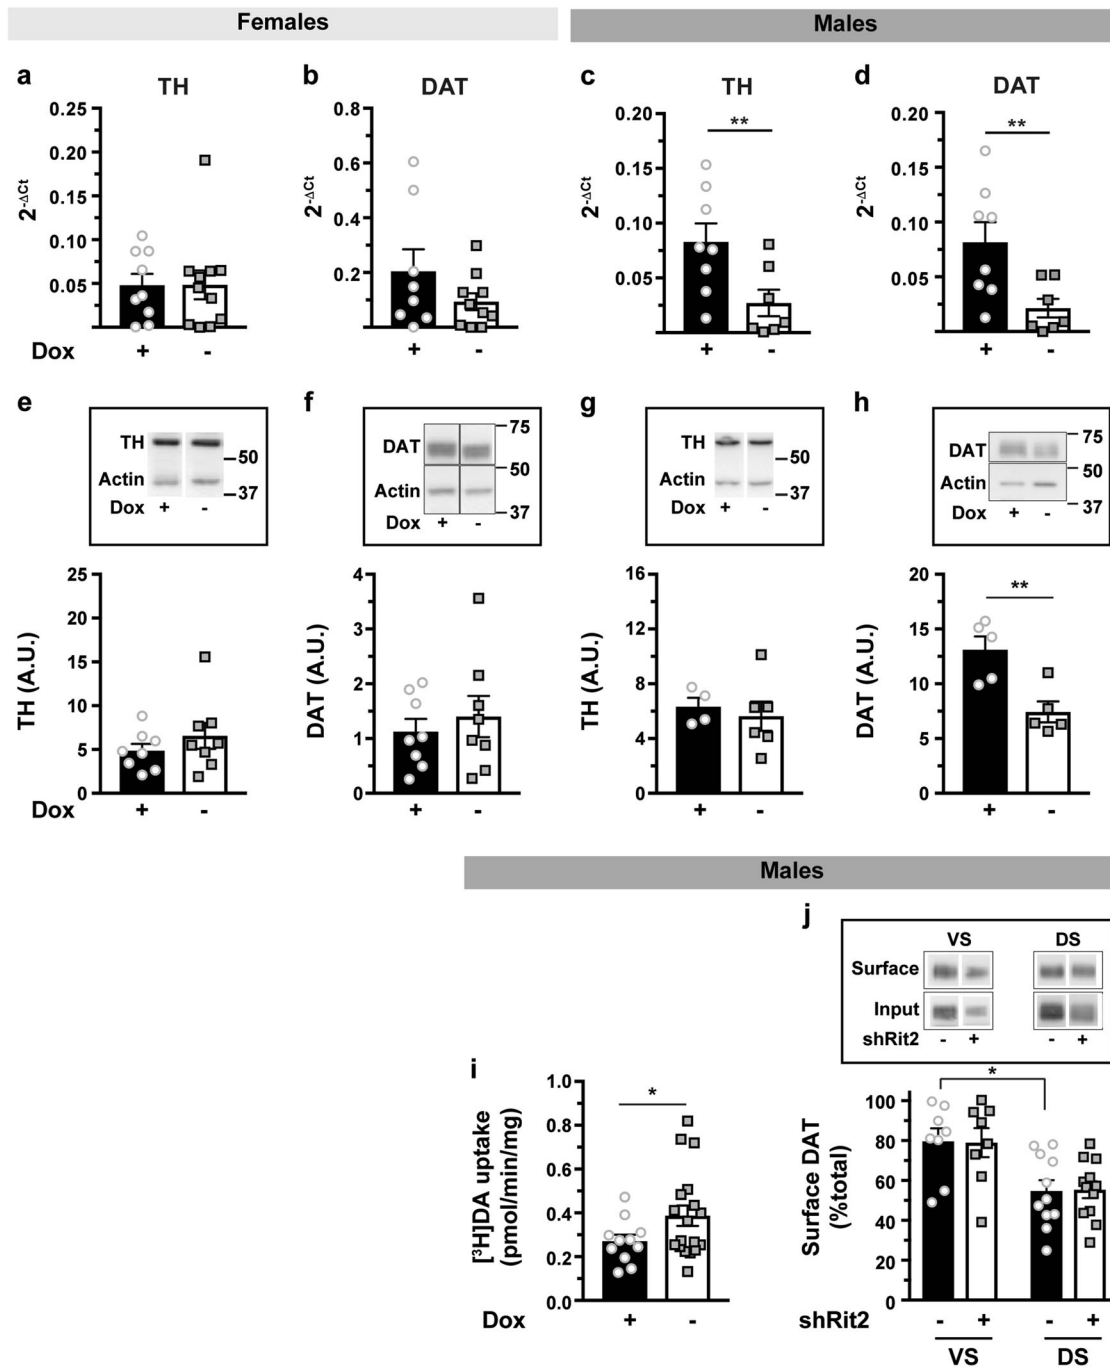 Females
Males
a
TH
b
DAT
c
TH
d
DAT
2-ΔCt
0.25
0.20
0.15
0.10
0.05
2-ΔCt
0.8
0.6
0.4
0.2
0.0
2-ΔCt
0.20
0.15
0.10
0.05
**
2-ΔCt
0.20
0.15
0.10
0.05
0.00
**
Dox
+ -
+ -
+ -
+ -
e
TH
Actin
50
37
Dox + -
f
DAT
Actin
75
50
37
Dox + -
g
TH
Actin
50
37
Dox + -
h
DAT
Actin
75
50
37
Dox + -
TH (A.U.)
25
20
15
10
5
0
DAT (A.U.)
4
3
2
1
0
TH (A.U.)
16
12
8
4
0
DAT (A.U.)
20
15
10
5
0
**
Dox
+ -
+ -
+ -
+ -
Males
j
VS DS
Surface
Input
shRit2 - + - +
i
[3H]DA uptake
(pmol/min/mg)
1.0
0.8
0.6
0.4
0.2
0.0
*
Dox + -
Surface DAT
(%total)
100
80
60
40
20
0
*
shRit2 - + - +
VS DS